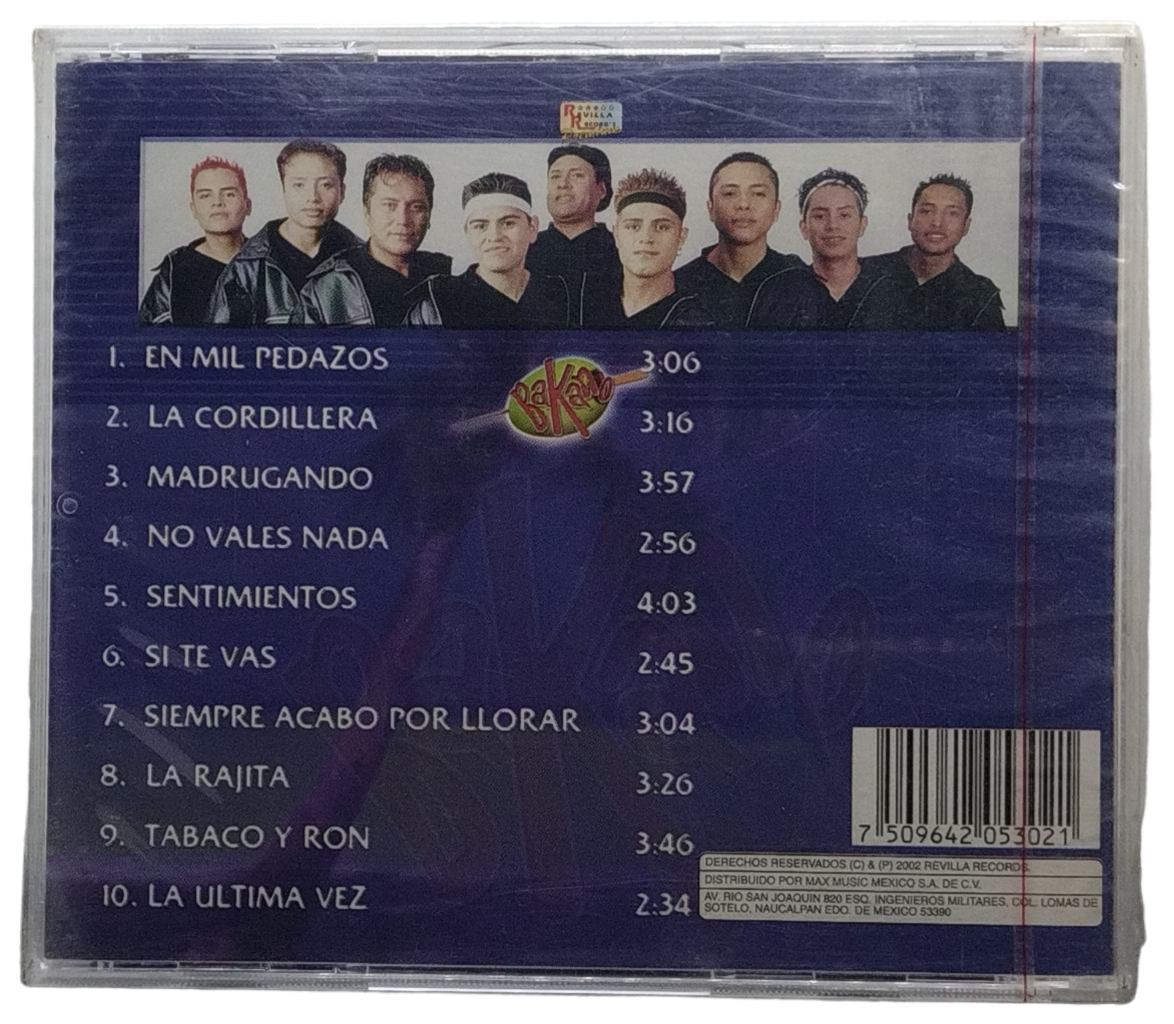 REVILLA
RECORD'S
1. EN MIL PEDAZOS 3:06
BaKano
2. LA CORDILLERA 3:16
3. MADRUGANDO 3:57
4. NO VALES NADA 2:56
5. SENTIMIENTOS 4:03
6. SI TE VAS 2:45
7. SIEMPRE ACABO POR LLORAR 3:04
8. LA RAJITA 3:26
9. TABACO Y RON 3:46
10. LA ULTIMA VEZ 2:34
7 509642 053021
DERECHOS RESERVADOS (C) & (P) 2002 REVILLA RECORDS.
DISTRIBUIDO POR MAX MUSIC MEXICO S.A. DE C.V.
AV. RIO SAN JOAQUIN 820 ESQ. INGENIEROS MILITARES, COL. LOMAS DE
SOTELO, NAUCALPAN EDO. DE MEXICO 53390